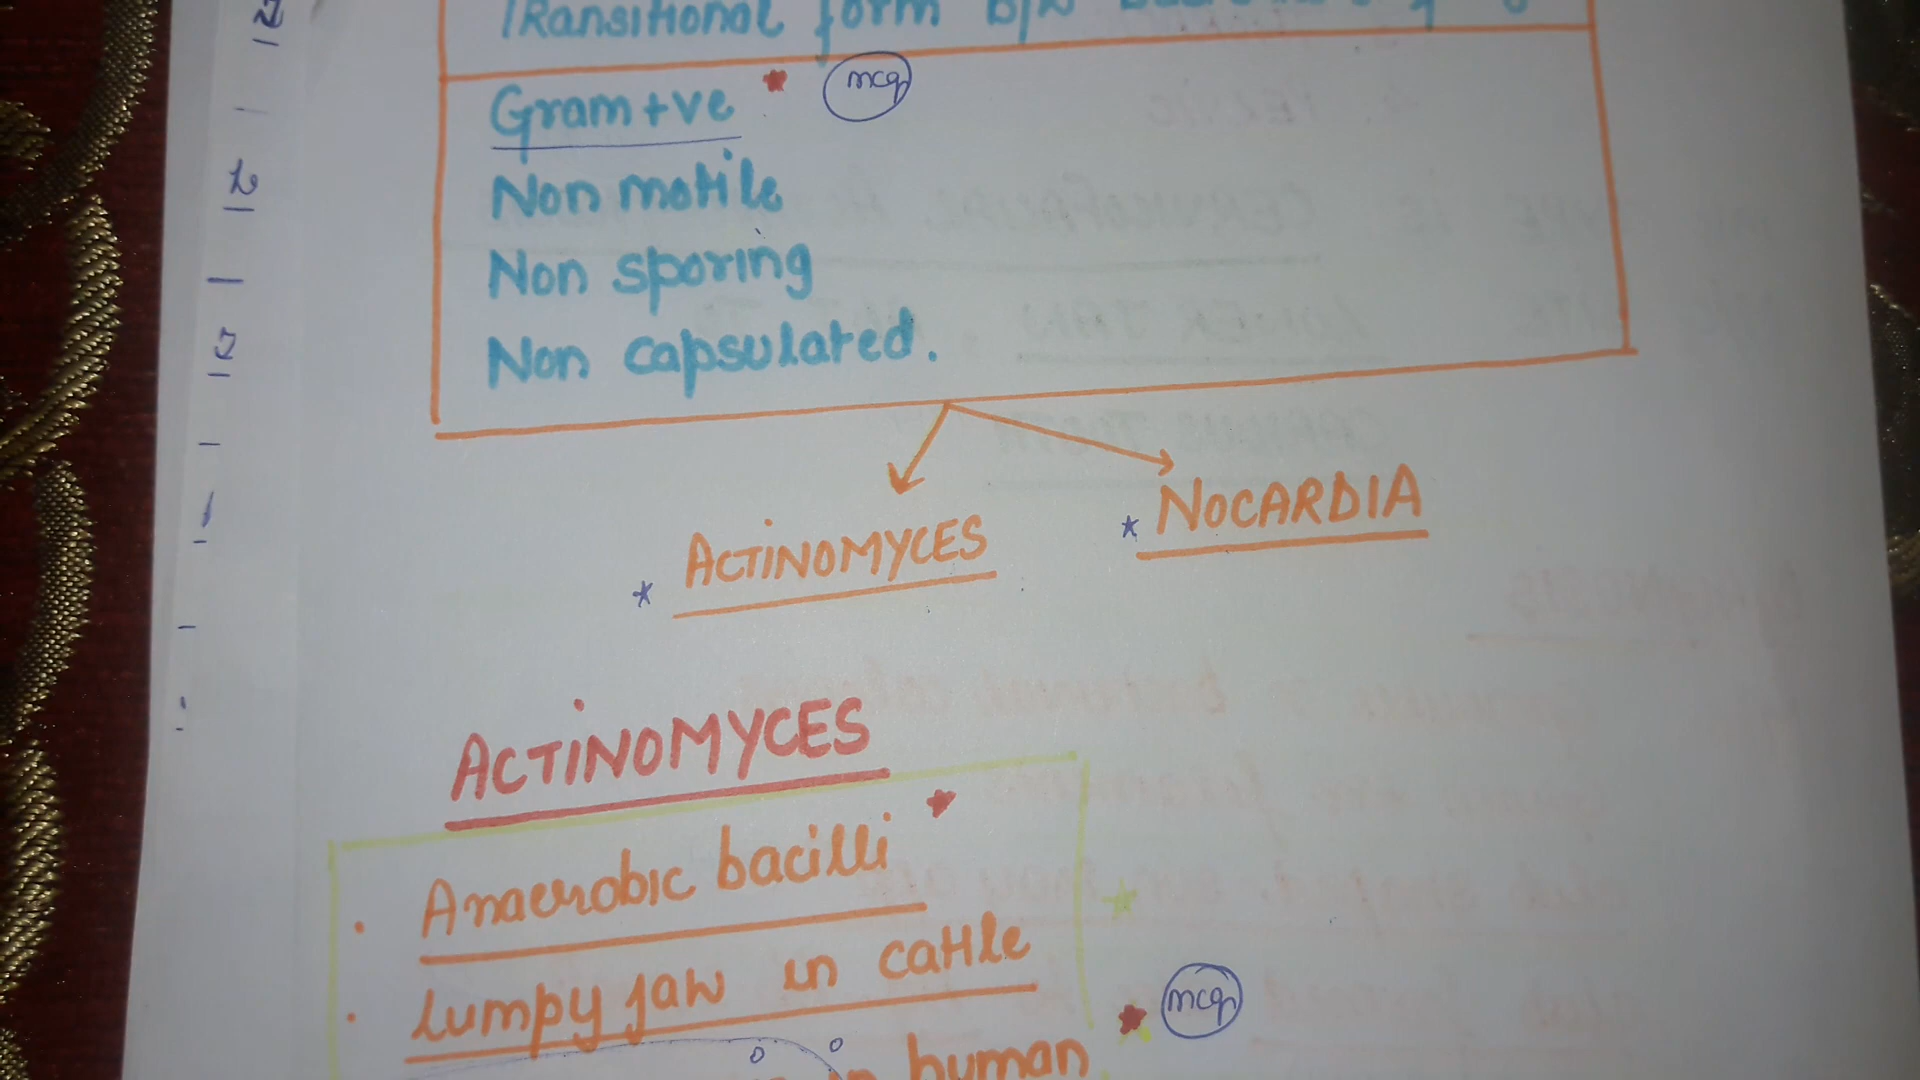 Transitional form b/w
Gram +ve mcq
Non motile
Non sporing
Non capsulated.
ACTINOMYCES
NOCARDIA
ACTINOMYCES
Anaerobic bacilli
Lumpy jaw in cattle
mcq
in human